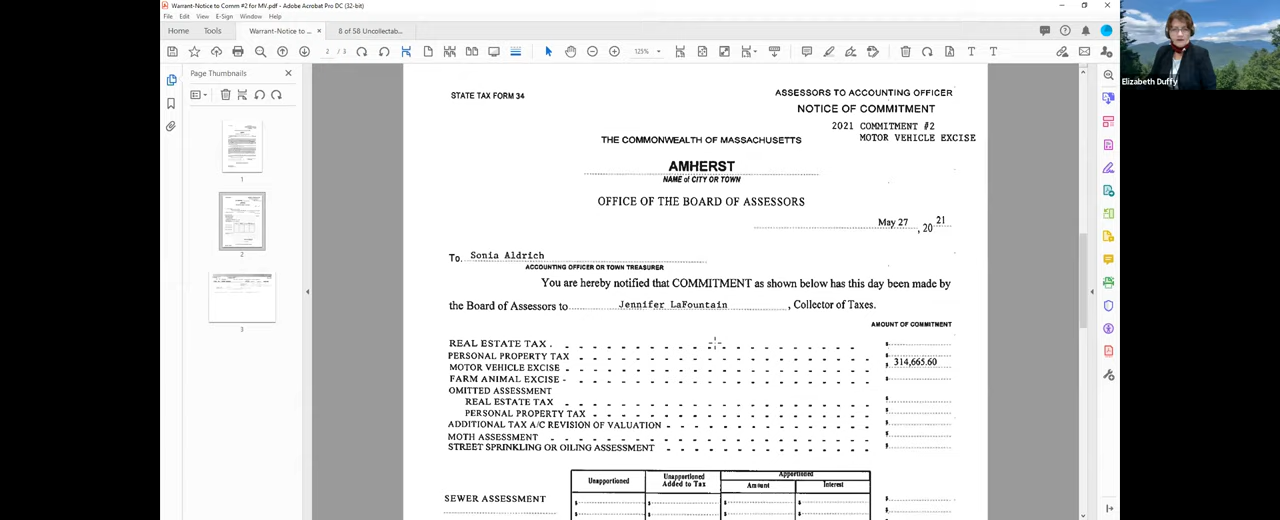 Warrant-Notice to Comm #2 for MV.pdf - Adobe Acrobat Pro DC (32-bit)
File Edit View E-Sign Window Help
Home Tools Warrant-Notice to ... × 8 of 58 Uncollectab...
2 / 3 125%
Page Thumbnails
1
2
3
Elizabeth Duffy
STATE TAX FORM 34
ASSESSORS TO ACCOUNTING OFFICER
NOTICE OF COMMITMENT
2021 COMMITMENT #2
MOTOR VEHICLE EXCISE
THE COMMONWEALTH OF MASSACHUSETTS
AMHERST
NAME of CITY OR TOWN
OFFICE OF THE BOARD OF ASSESSORS
May 27, 20 21
To. Sonia Aldrich
ACCOUNTING OFFICER OR TOWN TREASURER
You are hereby notified that COMMITMENT as shown below has this day been made by
the Board of Assessors to Jennifer LaFountain, Collector of Taxes.
AMOUNT OF COMMITMENT
REAL ESTATE TAX . $
PERSONAL PROPERTY TAX $
MOTOR VEHICLE EXCISE 314,665.60
FARM ANIMAL EXCISE - $
OMITTED ASSESSMENT
REAL ESTATE TAX $
PERSONAL PROPERTY TAX $
ADDITIONAL TAX A/C REVISION OF VALUATION $
MOTH ASSESSMENT $
STREET SPRINKLING OR OILING ASSESSMENT $
Unapportioned Unapportioned Added to Tax Apportioned
Amount Interest
SEWER ASSESSMENT $
$ $ $ $
$ $ $ $